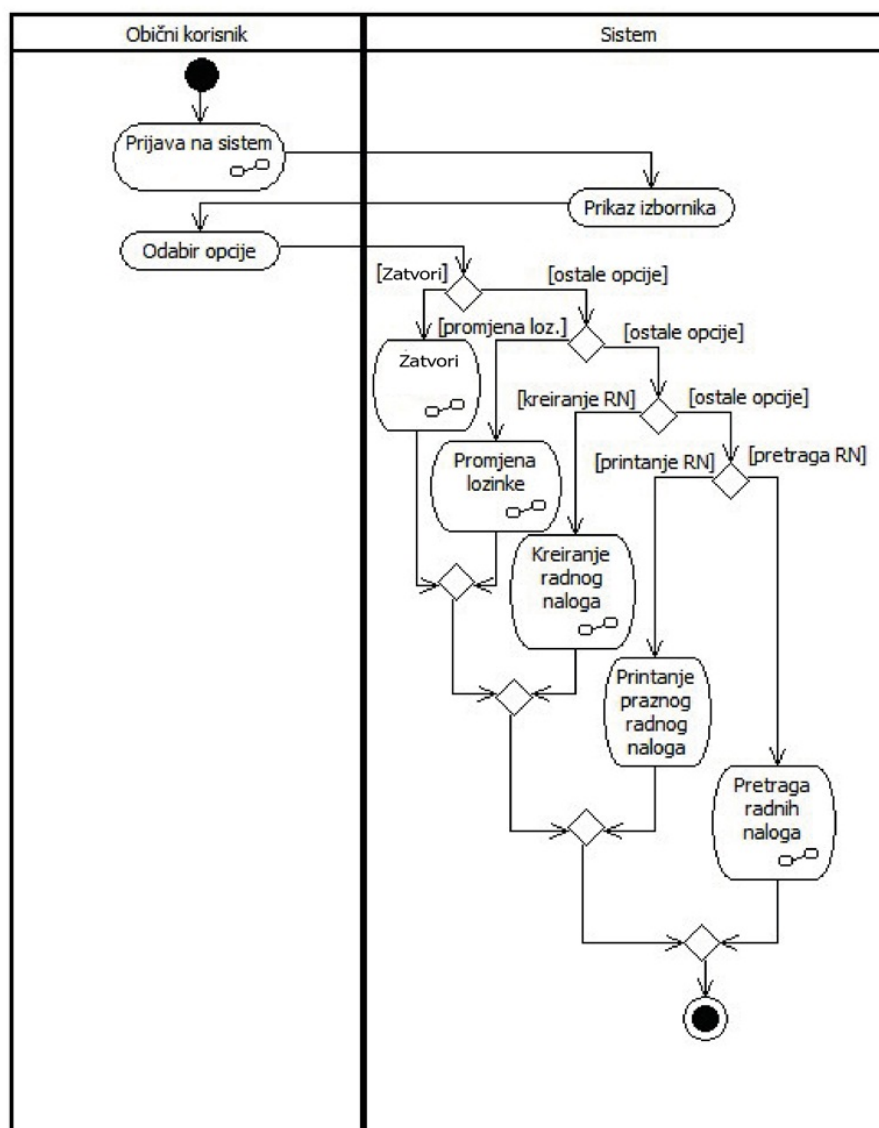 Obični korisnik
Sistem
Prijava na sistem
Prikaz izbornika
Odabir opcije
[Zatvori]
[ostale opcije]
[promjena loz.]
[ostale opcije]
Zatvori
[kreiranje RN]
[ostale opcije]
Promjena
lozinke
[printanje RN]
[pretraga RN]
Kreiranje
radnog
naloga
Printanje
praznog
radnog
naloga
Pretraga
radnih
naloga